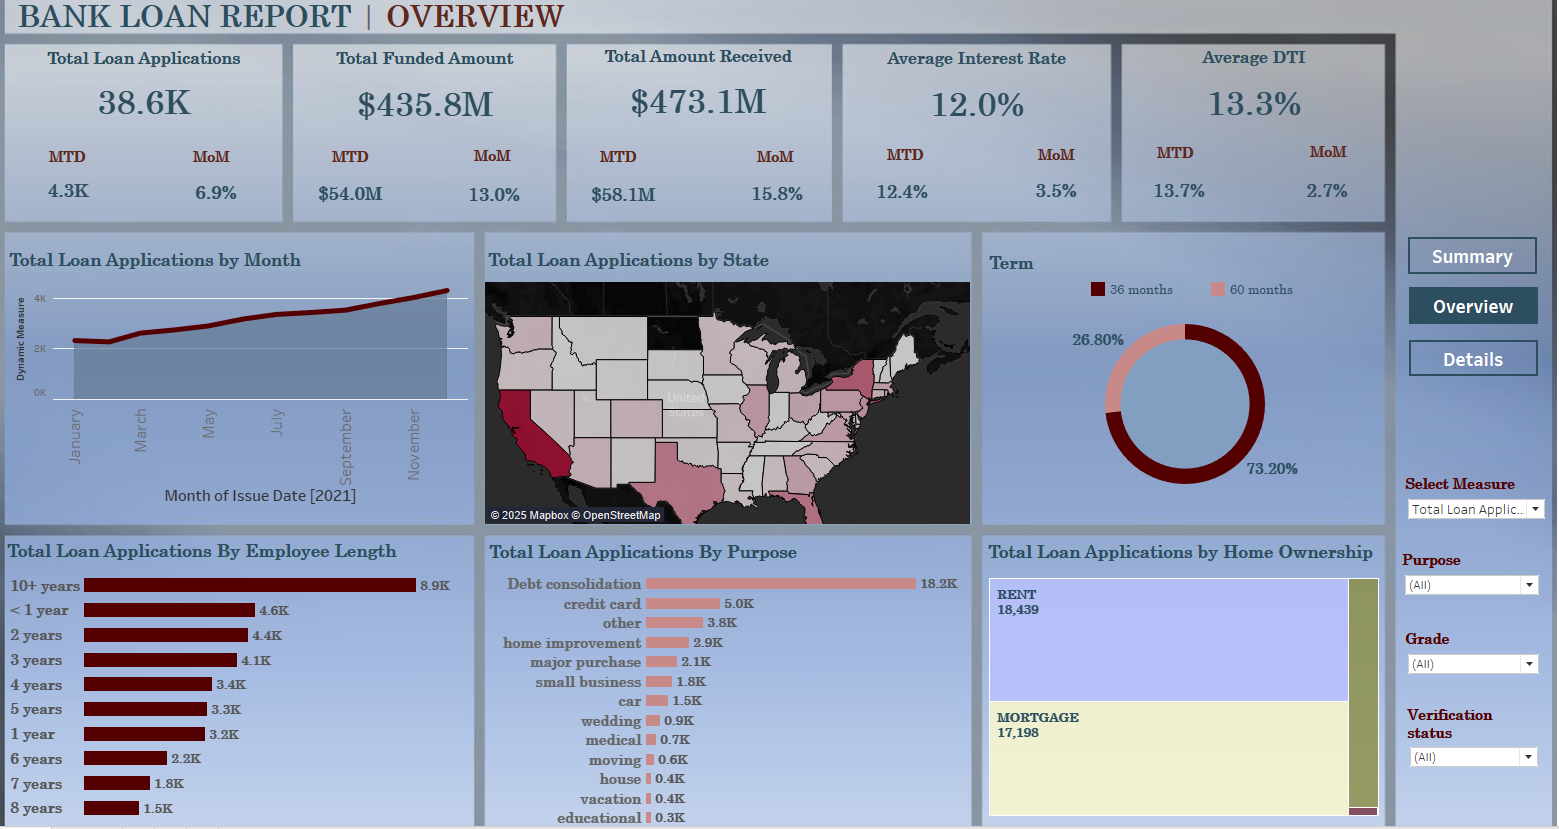 BANK LOAN REPORT | OVERVIEW
Total Loan Applications
38.6K
MTD MoM
4.3K 6.9%
Total Funded Amount
$435.8M
MTD MoM
$54.0M 13.0%
Total Amount Received
$473.1M
MTD MoM
$58.1M 15.8%
Average Interest Rate
12.0%
MTD MoM
12.4% 3.5%
Average DTI
13.3%
MTD MoM
13.7% 2.7%
Summary
Overview
Details
Total Loan Applications by Month
Dynamic Measure
4K
2K
0K
January
March
May
July
September
November
Month of Issue Date [2021]
Total Loan Applications by State
United
States
© 2025 Mapbox © OpenStreetMap
Term
36 months 60 months
26.80%
73.20%
Select Measure
Total Loan Applic..
Purpose
(All)
Grade
(All)
Verification
status
(All)
Total Loan Applications By Employee Length
10+ years 8.9K
< 1 year 4.6K
2 years 4.4K
3 years 4.1K
4 years 3.4K
5 years 3.3K
1 year 3.2K
6 years 2.2K
7 years 1.8K
8 years 1.5K
Total Loan Applications By Purpose
Debt consolidation 18.2K
credit card 5.0K
other 3.8K
home improvement 2.9K
major purchase 2.1K
small business 1.8K
car 1.5K
wedding 0.9K
medical 0.7K
moving 0.6K
house 0.4K
vacation 0.4K
educational 0.3K
Total Loan Applications by Home Ownership
RENT
18,439
MORTGAGE
17,198